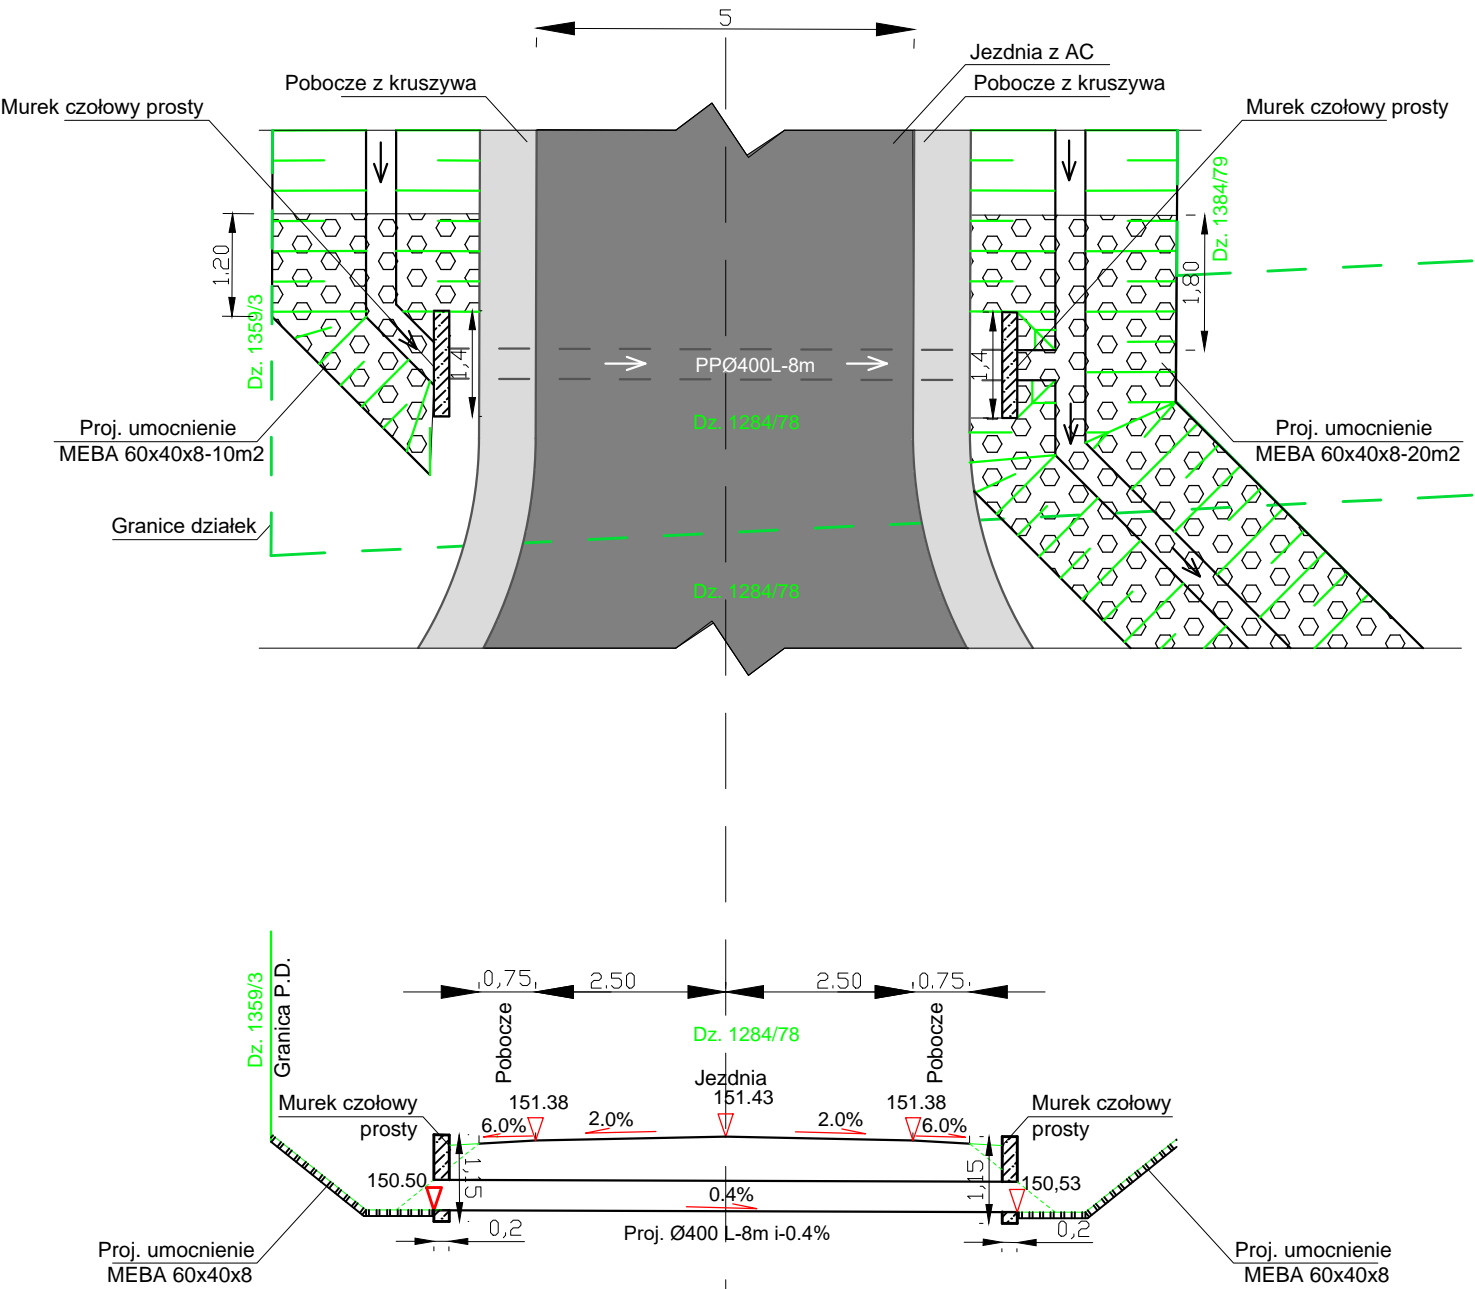 5
Jezdnia z AC
Pobocze z kruszywa
Pobocze z kruszywa
Murek czołowy prosty
Murek czołowy prosty
Dz. 1384/79
1.20
1,80
Dz. 1359/3
1,4
PPØ400L-8m
1,4
Dz. 1284/78
Proj. umocnienie
MEBA 60x40x8-10m2
Proj. umocnienie
MEBA 60x40x8-20m2
Granice działek
Dz. 1284/78
Dz. 1359/3
Granica P.D.
0,75
2.50
2.50
0,75
Pobocze
Dz. 1284/78
Pobocze
Jezdnia
Murek czołowy
prosty
151.38
151.43
151.38
Murek czołowy
prosty
6.0%
2.0%
2.0%
6.0%
1,15
1,15
150.50
150,53
0.4%
0,2
Proj. Ø400 L-8m i-0.4%
0,2
Proj. umocnienie
MEBA 60x40x8
Proj. umocnienie
MEBA 60x40x8